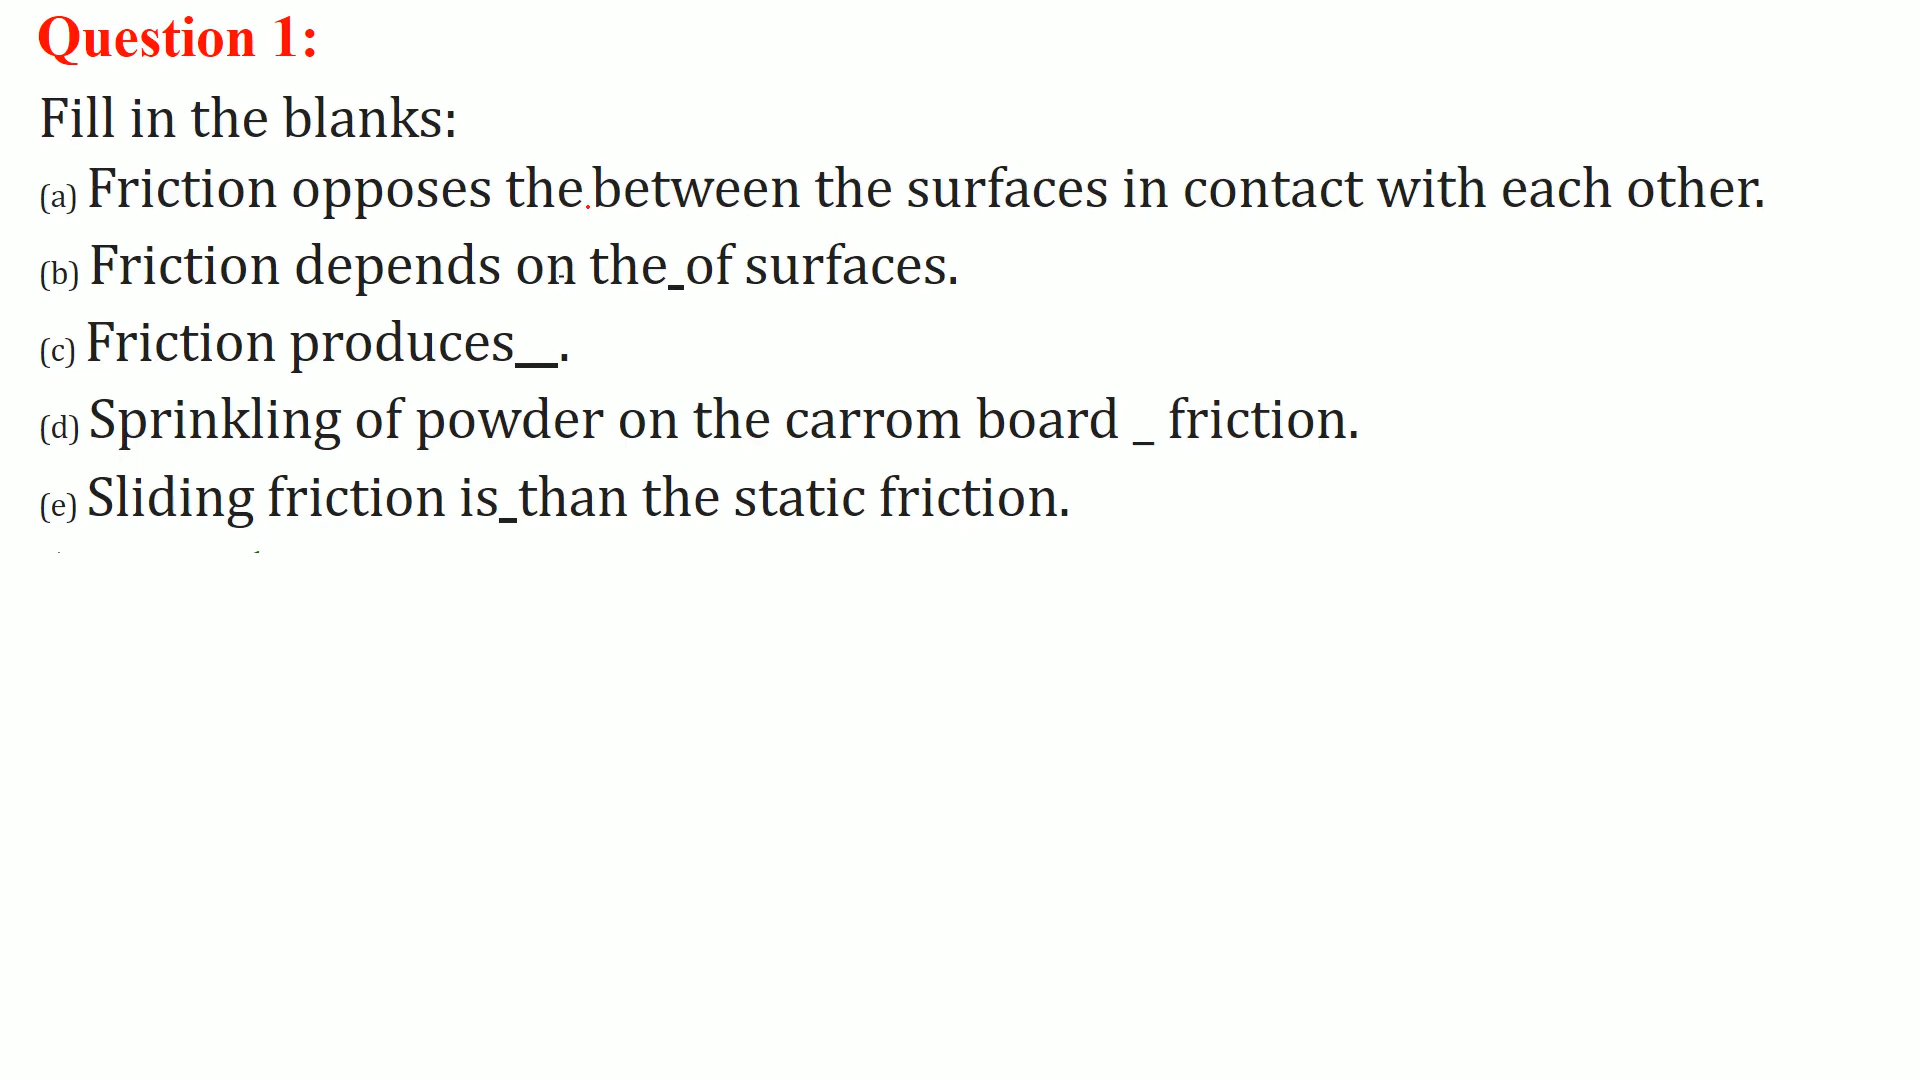 Question 1:
Fill in the blanks:
(a) Friction opposes the.between the surfaces in contact with each other.
(b) Friction depends on the_of surfaces.
(c) Friction produces__.
(d) Sprinkling of powder on the carrom board _ friction.
(e) Sliding friction is_than the static friction.